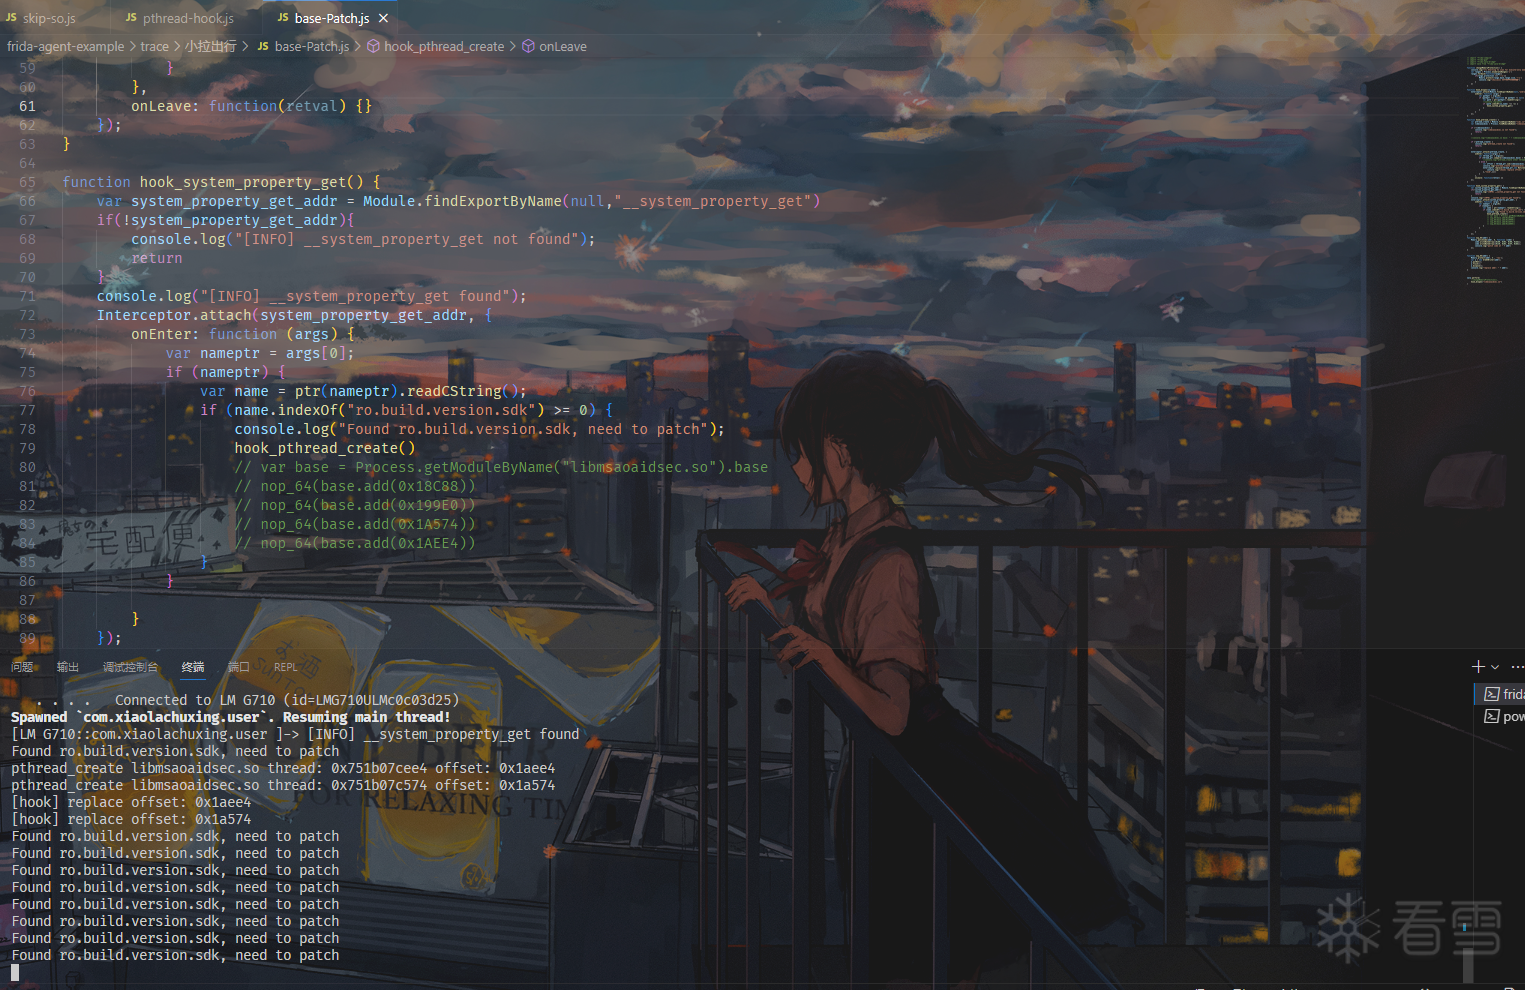 JS skip-so.js JS pthread-hook.js JS base-Patch.js ×
frida-agent-example > trace > 小拉出行 > JS base-Patch.js > hook_pthread_create > onLeave
59 }
60 },
61 onLeave: function(retval) {}
62 });
63 }
64
65 function hook_system_property_get() {
66 var system_property_get_addr = Module.findExportByName(null,"__system_property_get")
67 if(!system_property_get_addr){
68 console.log("[INFO] __system_property_get not found");
69 return
70 }
71 console.log("[INFO] __system_property_get found");
72 Interceptor.attach(system_property_get_addr, {
73 onEnter: function (args) {
74 var nameptr = args[0];
75 if (nameptr) {
76 var name = ptr(nameptr).readCString();
77 if (name.indexOf("ro.build.version.sdk") >= 0) {
78 console.log("Found ro.build.version.sdk, need to patch");
79 hook_pthread_create()
80 // var base = Process.getModuleByName("libmsaoaidsec.so").base
81 // nop_64(base.add(0x18C88))
82 // nop_64(base.add(0x199E0))
83 // nop_64(base.add(0x1A574))
84 // nop_64(base.add(0x1AEE4))
85 }
86 }
87
88 }
89 });
宅配便
お酒
FOR RELAXING TIM
问题 输出 调试控制台 终端 端口 REPL
. . . . Connected to LM G710 (id=LMG710ULMc0c03d25)
Spawned `com.xiaolachuxing.user`. Resuming main thread!
[LM G710::com.xiaolachuxing.user ]-> [INFO] __system_property_get found
Found ro.build.version.sdk, need to patch
pthread_create libmsaoaidsec.so thread: 0x751b07cee4 offset: 0x1aee4
pthread_create libmsaoaidsec.so thread: 0x751b07c574 offset: 0x1a574
[hook] replace offset: 0x1aee4
[hook] replace offset: 0x1a574
Found ro.build.version.sdk, need to patch
Found ro.build.version.sdk, need to patch
Found ro.build.version.sdk, need to patch
Found ro.build.version.sdk, need to patch
Found ro.build.version.sdk, need to patch
Found ro.build.version.sdk, need to patch
Found ro.build.version.sdk, need to patch
Found ro.build.version.sdk, need to patch
frida
pow
看雪